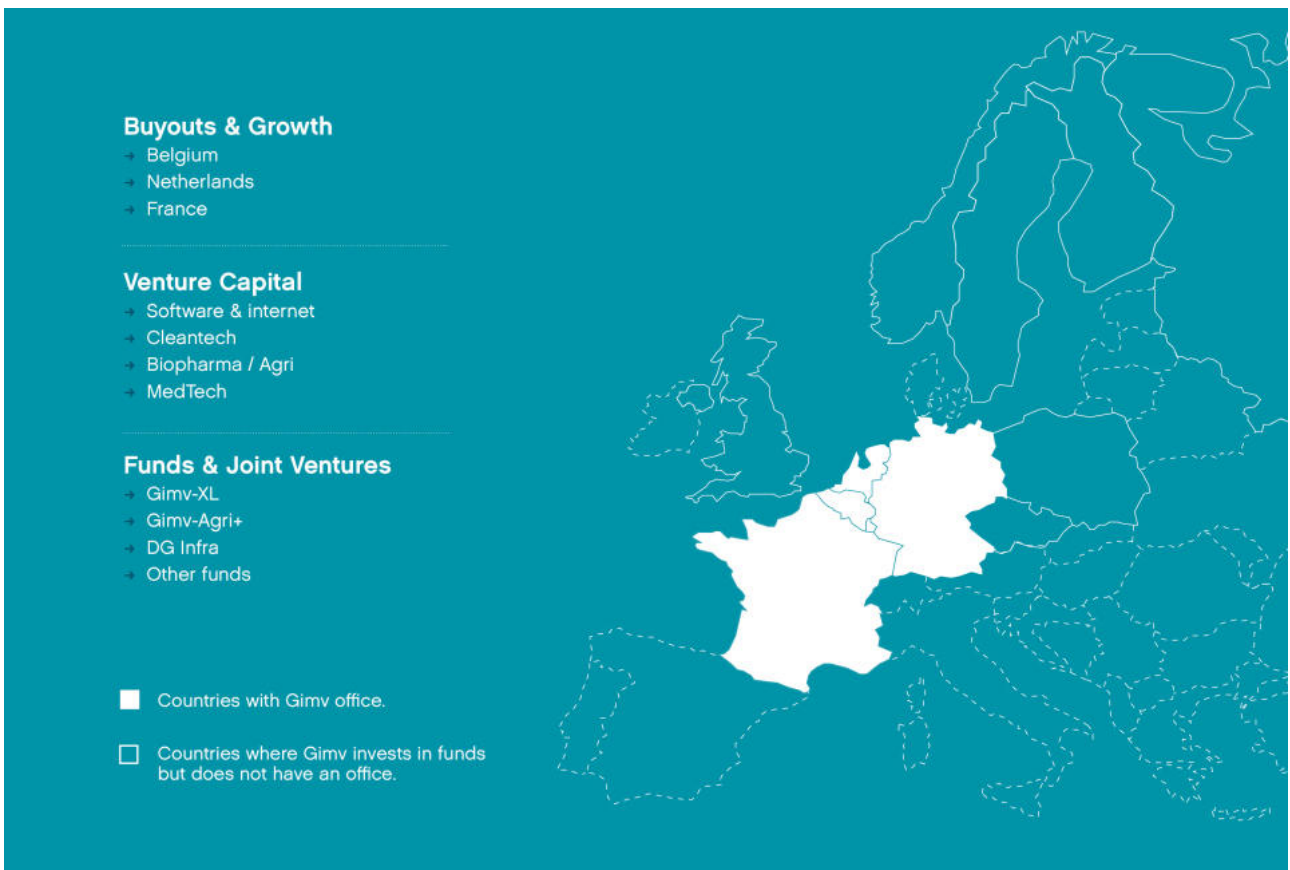 Buyouts & Growth
→ Belgium
→ Netherlands
→ France
Venture Capital
→ Software & internet
→ Cleantech
→ Biopharma / Agri
→ MedTech
Funds & Joint Ventures
→ Gimv-XL
→ Gimv-Agri+
→ DG Infra
→ Other funds
Countries with Gimv office.
Countries where Gimv invests in funds
but does not have an office.